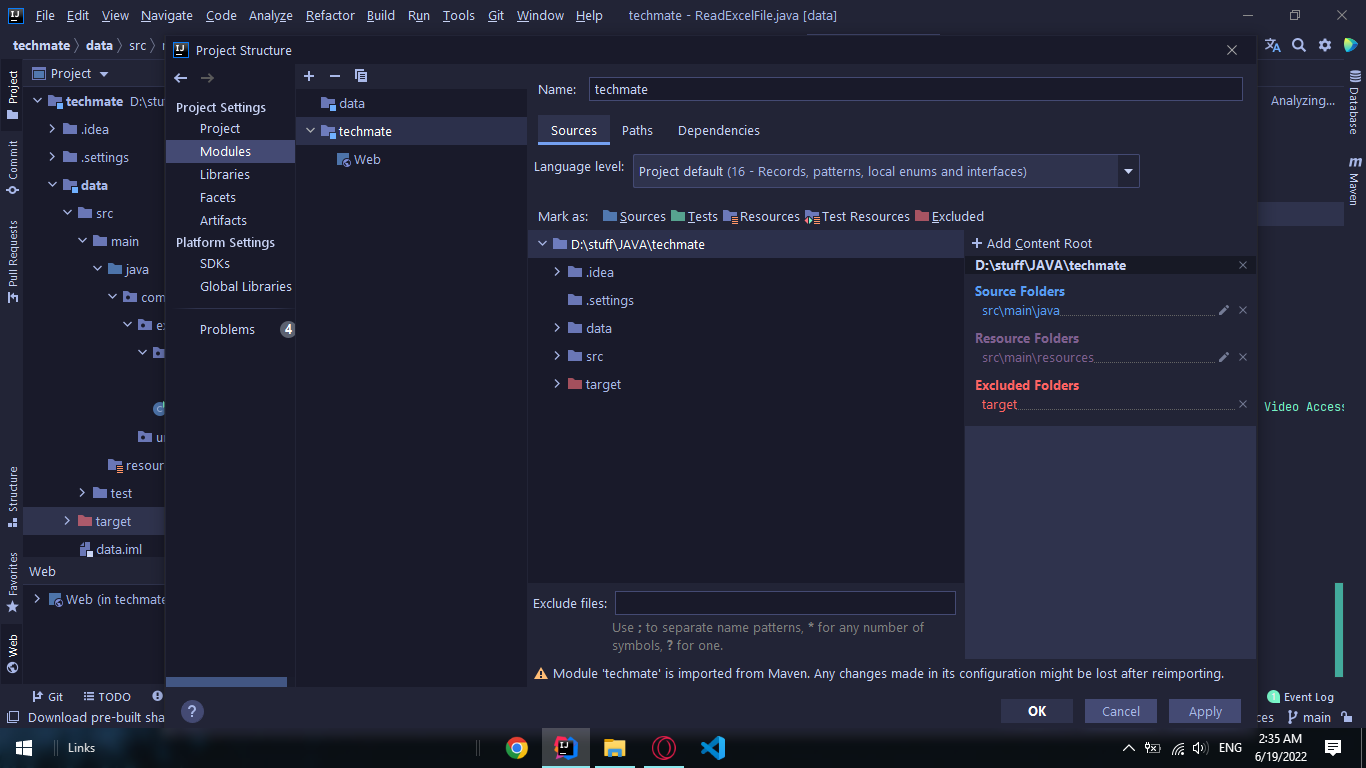 File Edit View Navigate Code Analyze Refactor Build Run Tools Git Window Help techmate - ReadExcelFile.java [data]
techmate data src
Project
Project Structure
techmate D:\stu
.idea
.settings
data
src
main
java
com
resour
test
target
data.iml
Web
Web (in techmate
Project
Commit
Pull Requests
Structure
Favorites
Web
Project Settings
Project
Modules
Libraries
Facets
Artifacts
Platform Settings
SDKs
Global Libraries
Problems 4
data
techmate
Web
Name: techmate
Sources Paths Dependencies
Language level: Project default (16 - Records, patterns, local enums and interfaces)
Mark as: Sources Tests Resources Test Resources Excluded
D:\stuff\JAVA\techmate
.idea
.settings
data
src
target
+ Add Content Root
D:\stuff\JAVA\techmate
Source Folders
src\main\java
Resource Folders
src\main\resources
Excluded Folders
target
Exclude files:
Use ; to separate name patterns, * for any number of
symbols, ? for one.
Module 'techmate' is imported from Maven. Any changes made in its configuration might be lost after reimporting.
? OK Cancel Apply
Analyzing...
Database
m Maven
Video Access
Git TODO
1 Event Log
Download pre-built sha
ces main
Links
ENG
2:35 AM
6/19/2022